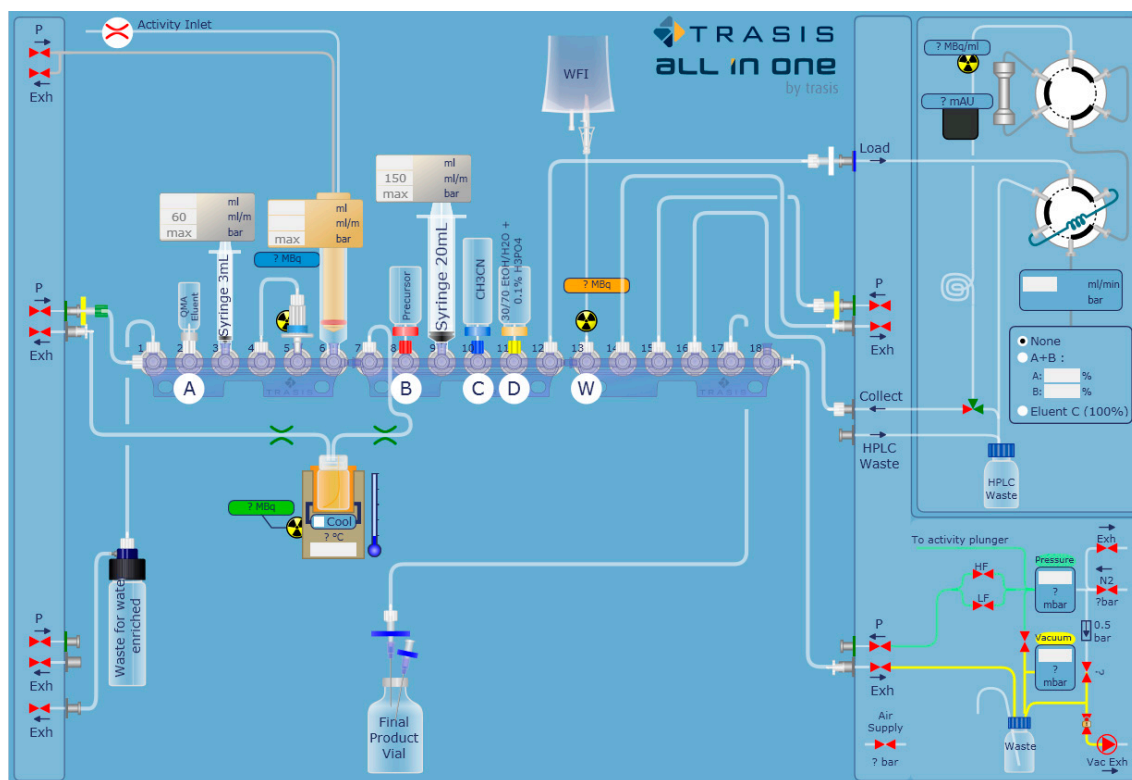 P
Exh
Activity Inlet
TRASIS
ALL IN ONE
by trasis
WFI
? MBq/ml
? mAU
Load
ml
150 ml/m
max bar
ml
60 ml/m
max bar
ml
ml/m
max bar
? MBq
QMA
Eluent
Syringe 3mL
Precursor
Syringe 20mL
CH3CN
30/70 EtOH/H2O +
0.1% H3PO4
? MBq
P
Exh
P
Exh
1 2 3 4 5 6 7 8 9 10 11 12 13 14 15 16 17 18
TRASIS
TRASIS
A
B
C
D
W
ml/min
bar
None
A+B :
A: %
B: %
Eluent C (100%)
Collect
HPLC
Waste
HPLC
Waste
? MBq
Cool
? °C
Waste for water
enriched
To activity plunger
Exh
Pressure
HF
LF
?
mbar
N2
?bar
0.5
bar
P
Exh
Vacuum
?
mbar
?
P
Exh
Exh
Final
Product
Vial
Air
Supply
? bar
Waste
Vac Exh